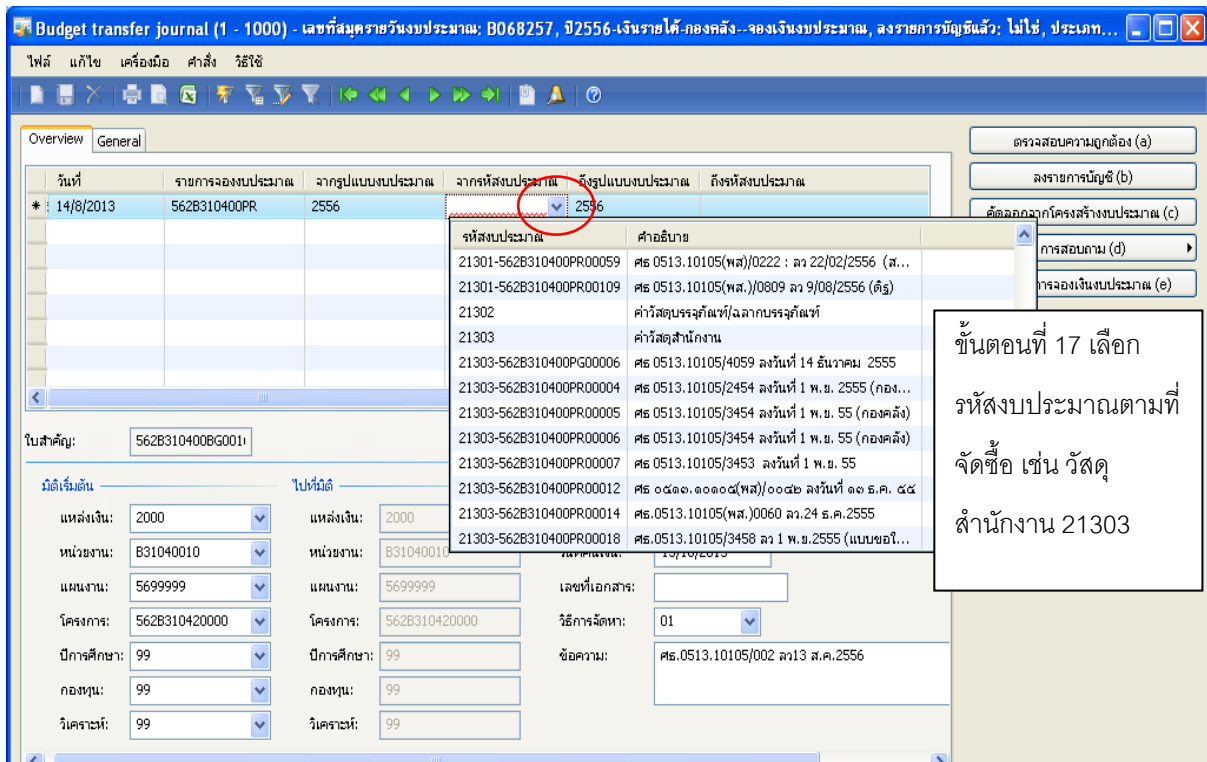 Budget transfer journal (1 - 1000) - เลขที่สมุดรายวันงบประมาณ: B068257, ปี2556-เงินรายได้-กองคลัง--จองเงินงบประมาณ, ลงรายการบัญชีแล้ว: ไม่ใช่, ประเภท...
ไฟล์ แก้ไข เครื่องมือ คำสั่ง วิธีใช้
Overview General
วันที่ รายการจองงบประมาณ จากรูปแบบงบประมาณ จากรหัสงบประมาณ ถึงรูปแบบงบประมาณ ถึงรหัสงบประมาณ
14/8/2013 562B310400PR 2556 2556
ตรวจสอบความถูกต้อง (a)
ลงรายการบัญชี (b)
คัดลอกจากโครงสร้างงบประมาณ (c)
การสอบถาม (d)
ารจองเงินงบประมาณ (e)
รหัสงบประมาณ คำอธิบาย
21301-562B310400PR00059 ศธ 0513.10105(พส)/0222 : ลว 22/02/2556 (ส...
21301-562B310400PR00109 ศธ 0513.10105(พส.)/0809 ลว 9/08/2556 (ดิฐ)
21302 ค่าวัสดุบรรจุภัณฑ์/ฉลากบรรจุภัณฑ์
21303 ค่าวัสดุสำนักงาน
21303-562B310400PG00006 ศธ 0513.10105/4059 ลงวันที่ 14 ธันวาคม 2555
21303-562B310400PR00004 ศธ 0513.10105/2454 ลงวันที่ 1 พ.ย. 2555 (กอง...
21303-562B310400PR00005 ศธ 0513.10105/3454 ลงวันที่ 1 พ.ย. 55 (กองคลัง)
21303-562B310400PR00006 ศธ 0513.10105/3454 ลงวันที่ 1 พ.ย. 55 (กองคลัง)
21303-562B310400PR00007 ศธ 0513.10105/3453 ลงวันที่ 1 พ.ย. 55
21303-562B310400PR00012 ศธ ๐๕๑๓.๑๐๑๐๕(พส)/๐๐๔๒ ลงวันที่ ๑๓ ธ.ค. ๕๕
21303-562B310400PR00014 ศธ.0513.10105(พส.)0060 ลว.24 ธ.ค.2555
21303-562B310400PR00018 ศธ.0513.10105/3458 ลว 1 พ.ย.2555 (แบบขอใ...
ขั้นตอนที่ 17 เลือก
รหัสงบประมาณตามที่
จัดซื้อ เช่น วัสดุ
สำนักงาน 21303
ใบสำคัญ: 562B310400BG001
มิติเริ่มต้น ไปที่มิติ
แหล่งเงิน: 2000 แหล่งเงิน: 2000
หน่วยงาน: B31040010 หน่วยงาน: B31040010
แผนงาน: 5699999 แผนงาน: 5699999 เลขที่เอกสาร:
โครงการ: 562B310420000 โครงการ: 562B310420000 วิธีการจัดหา: 01
ปีการศึกษา: 99 ปีการศึกษา: 99 ข้อความ: ศธ.0513.10105/002 ลว13 ส.ค.2556
กองทุน: 99 กองทุน: 99
วิเคราะห์: 99 วิเคราะห์: 99